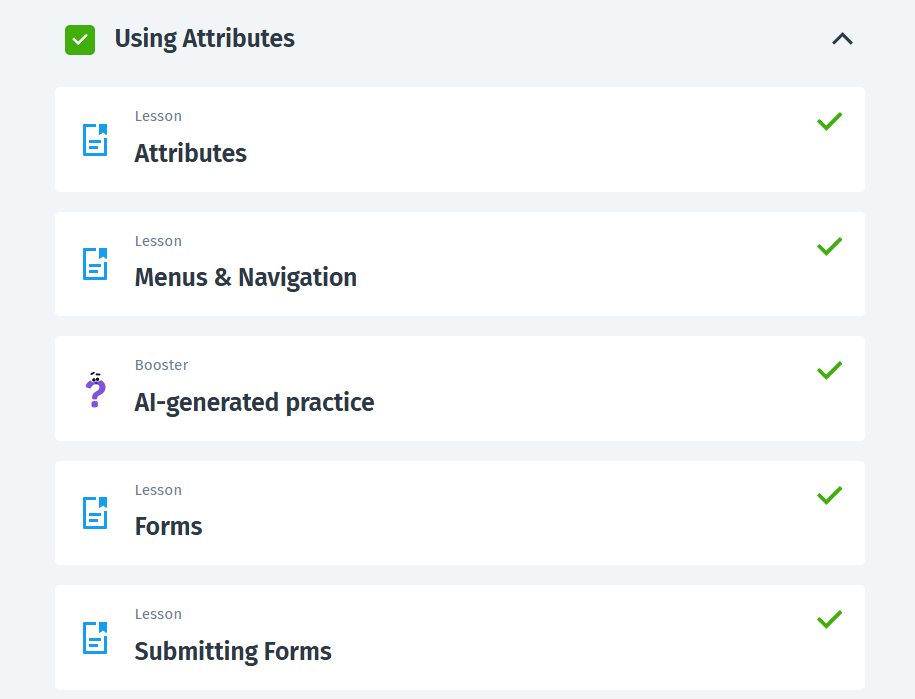 Using Attributes
Lesson
Attributes
Lesson
Menus & Navigation
Booster
AI-generated practice
Lesson
Forms
Lesson
Submitting Forms